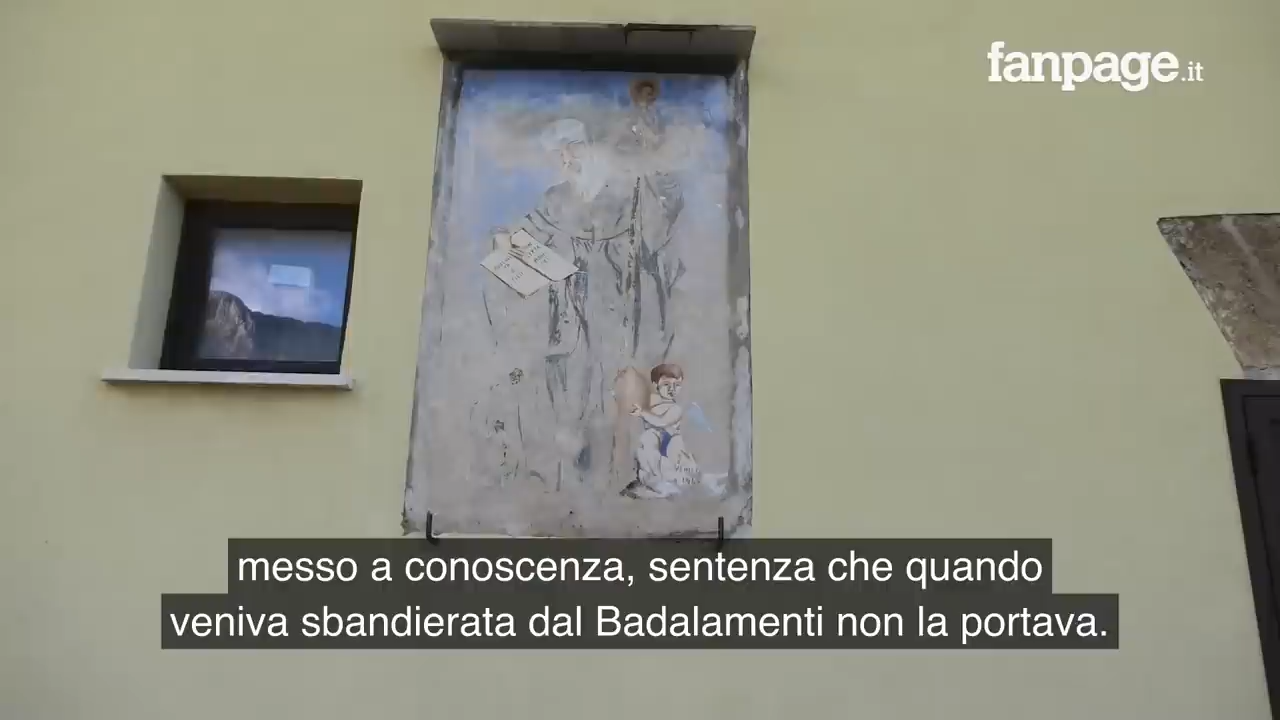 fanpage.it
messo a conoscenza, sentenza che quando
veniva sbandierata dal Badalamenti non la portava.